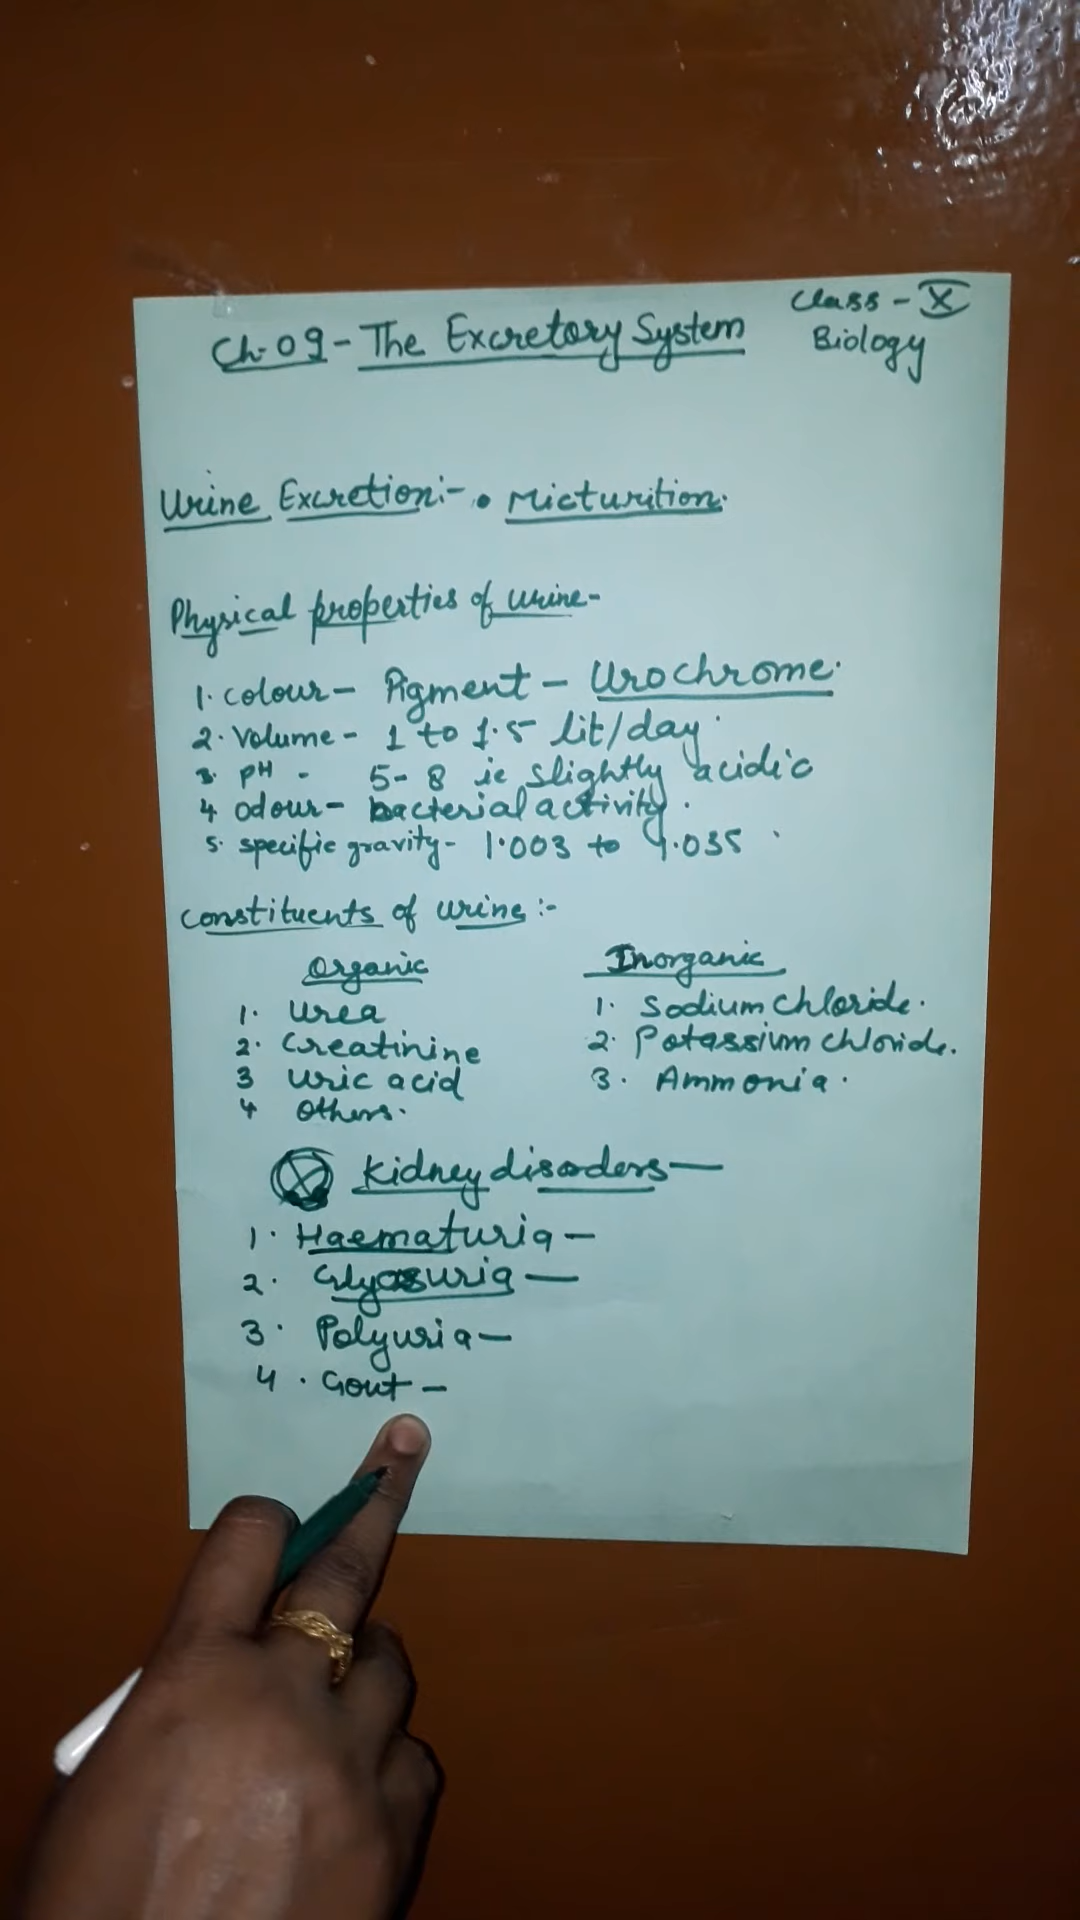 Ch. 09 - The Excretory System
Class - X
Biology
Urine Excretion:- • Micturition.
Physical properties of urine -
1. colour - Pigment - Urochrome.
2. Volume - 1 to 1.5 lit/day.
3. pH - 5-8 ie slightly acidic
4 odour - bacterial activity.
5. specific gravity - 1.003 to 1.035
constituents of urine :-
Organic
1. Urea
2. Creatinine
3 Uric acid
4 Others.
Inorganic
1. Sodium chloride.
2. Potassium chloride.
3. Ammonia.
Kidney disorders —
1. Haematuria —
2. Glyosuria —
3. Polyuria —
4. Gout —